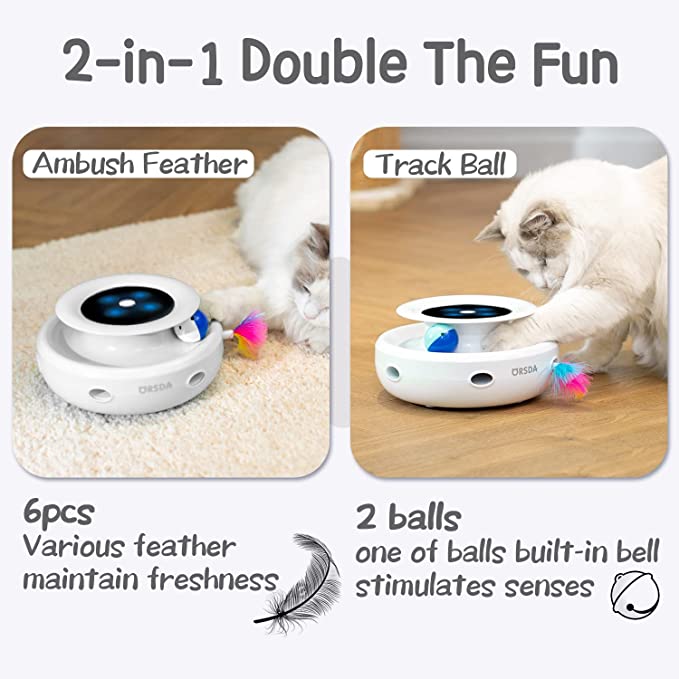 2-in-1 Double The Fun
Ambush Feather
Track Ball
ORSDA
ORSDA
6pcs
Various feather
maintain freshness
2 balls
one of balls built-in bell
stimulates senses